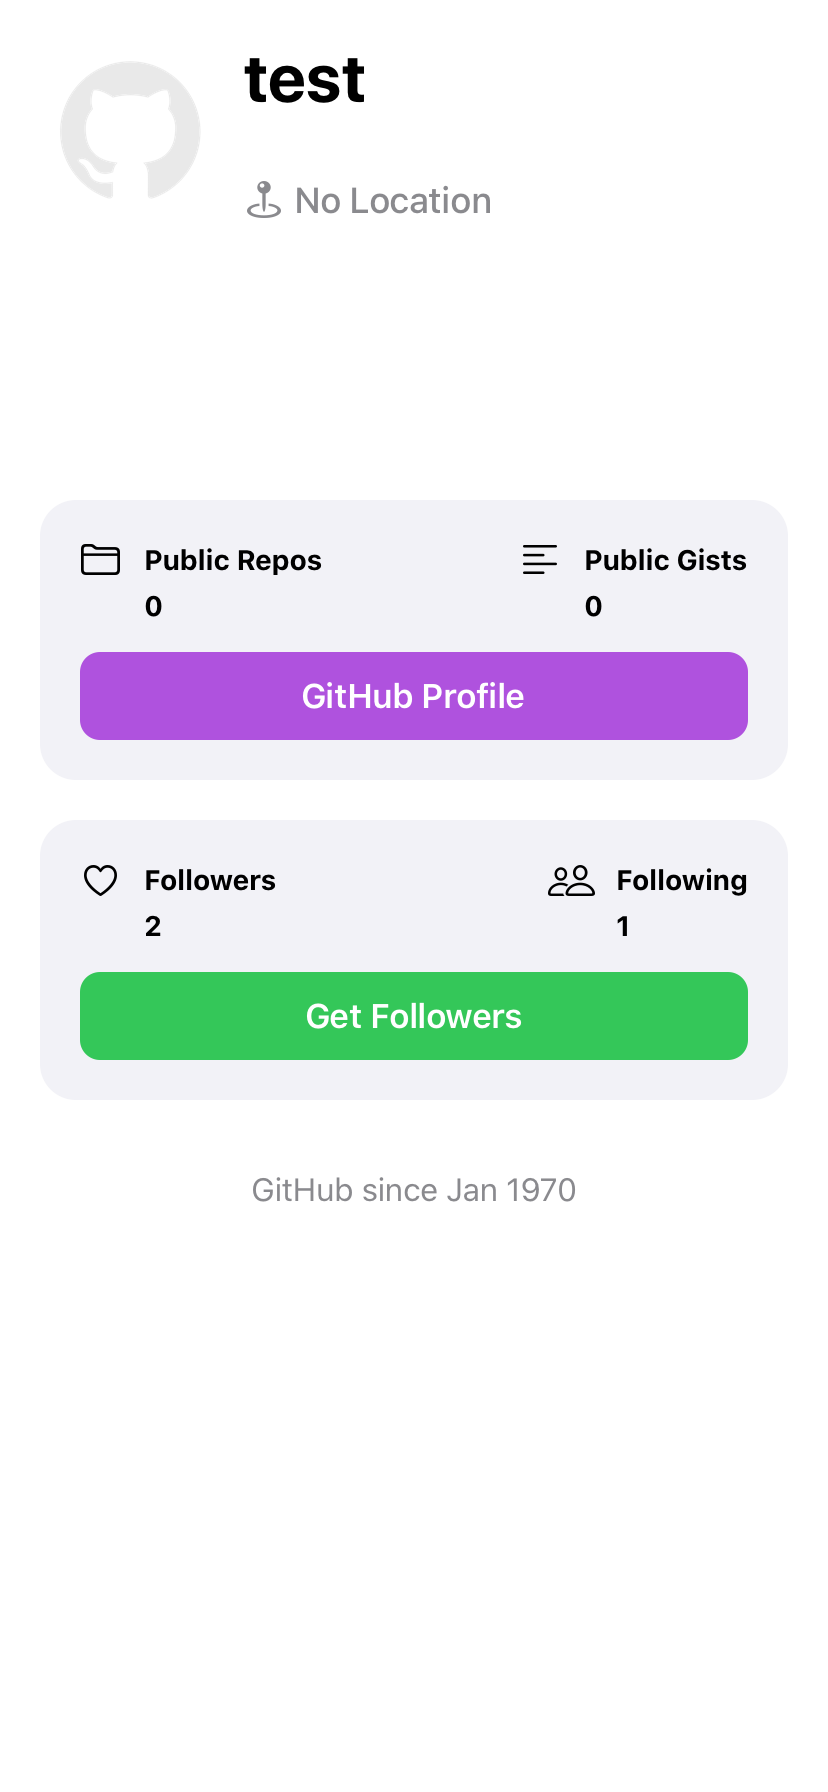 test
No Location
Public Repos
0
Public Gists
0
GitHub Profile
Followers
2
Following
1
Get Followers
GitHub since Jan 1970